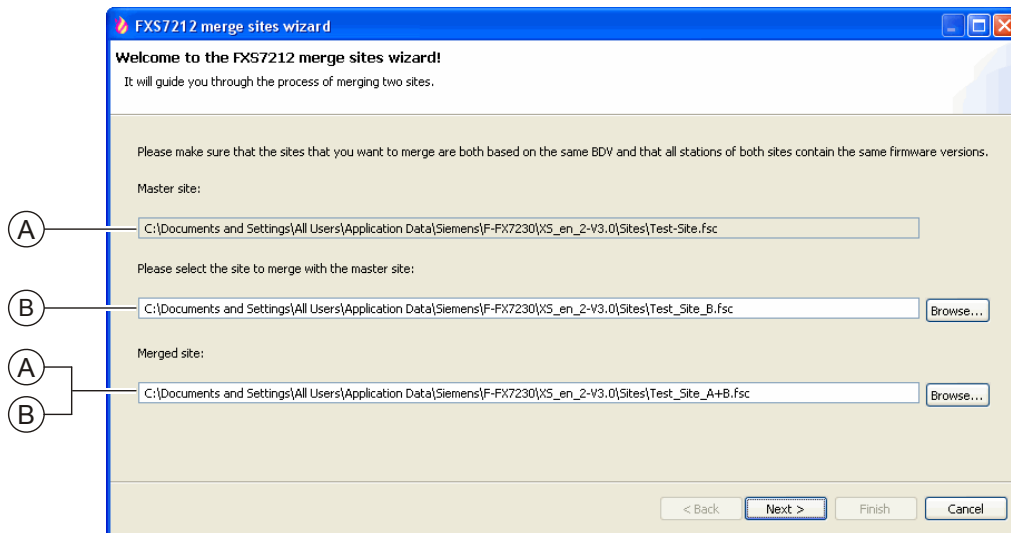 FXS7212 merge sites wizard
Welcome to the FXS7212 merge sites wizard!
It will guide you through the process of merging two sites.
Please make sure that the sites that you want to merge are both based on the same BDV and that all stations of both sites contain the same firmware versions.
Master site:
A
C:\Documents and Settings\All Users\Application Data\Siemens\F-FX7230\XS_en_2-V3.0\Sites\Test-Site.fsc
Please select the site to merge with the master site:
B
C:\Documents and Settings\All Users\Application Data\Siemens\F-FX7230\XS_en_2-V3.0\Sites\Test_Site_B.fsc
Browse...
Merged site:
A
B
C:\Documents and Settings\All Users\Application Data\Siemens\F-FX7230\XS_en_2-V3.0\Sites\Test_Site_A+B.fsc
Browse...
< Back
Next >
Finish
Cancel